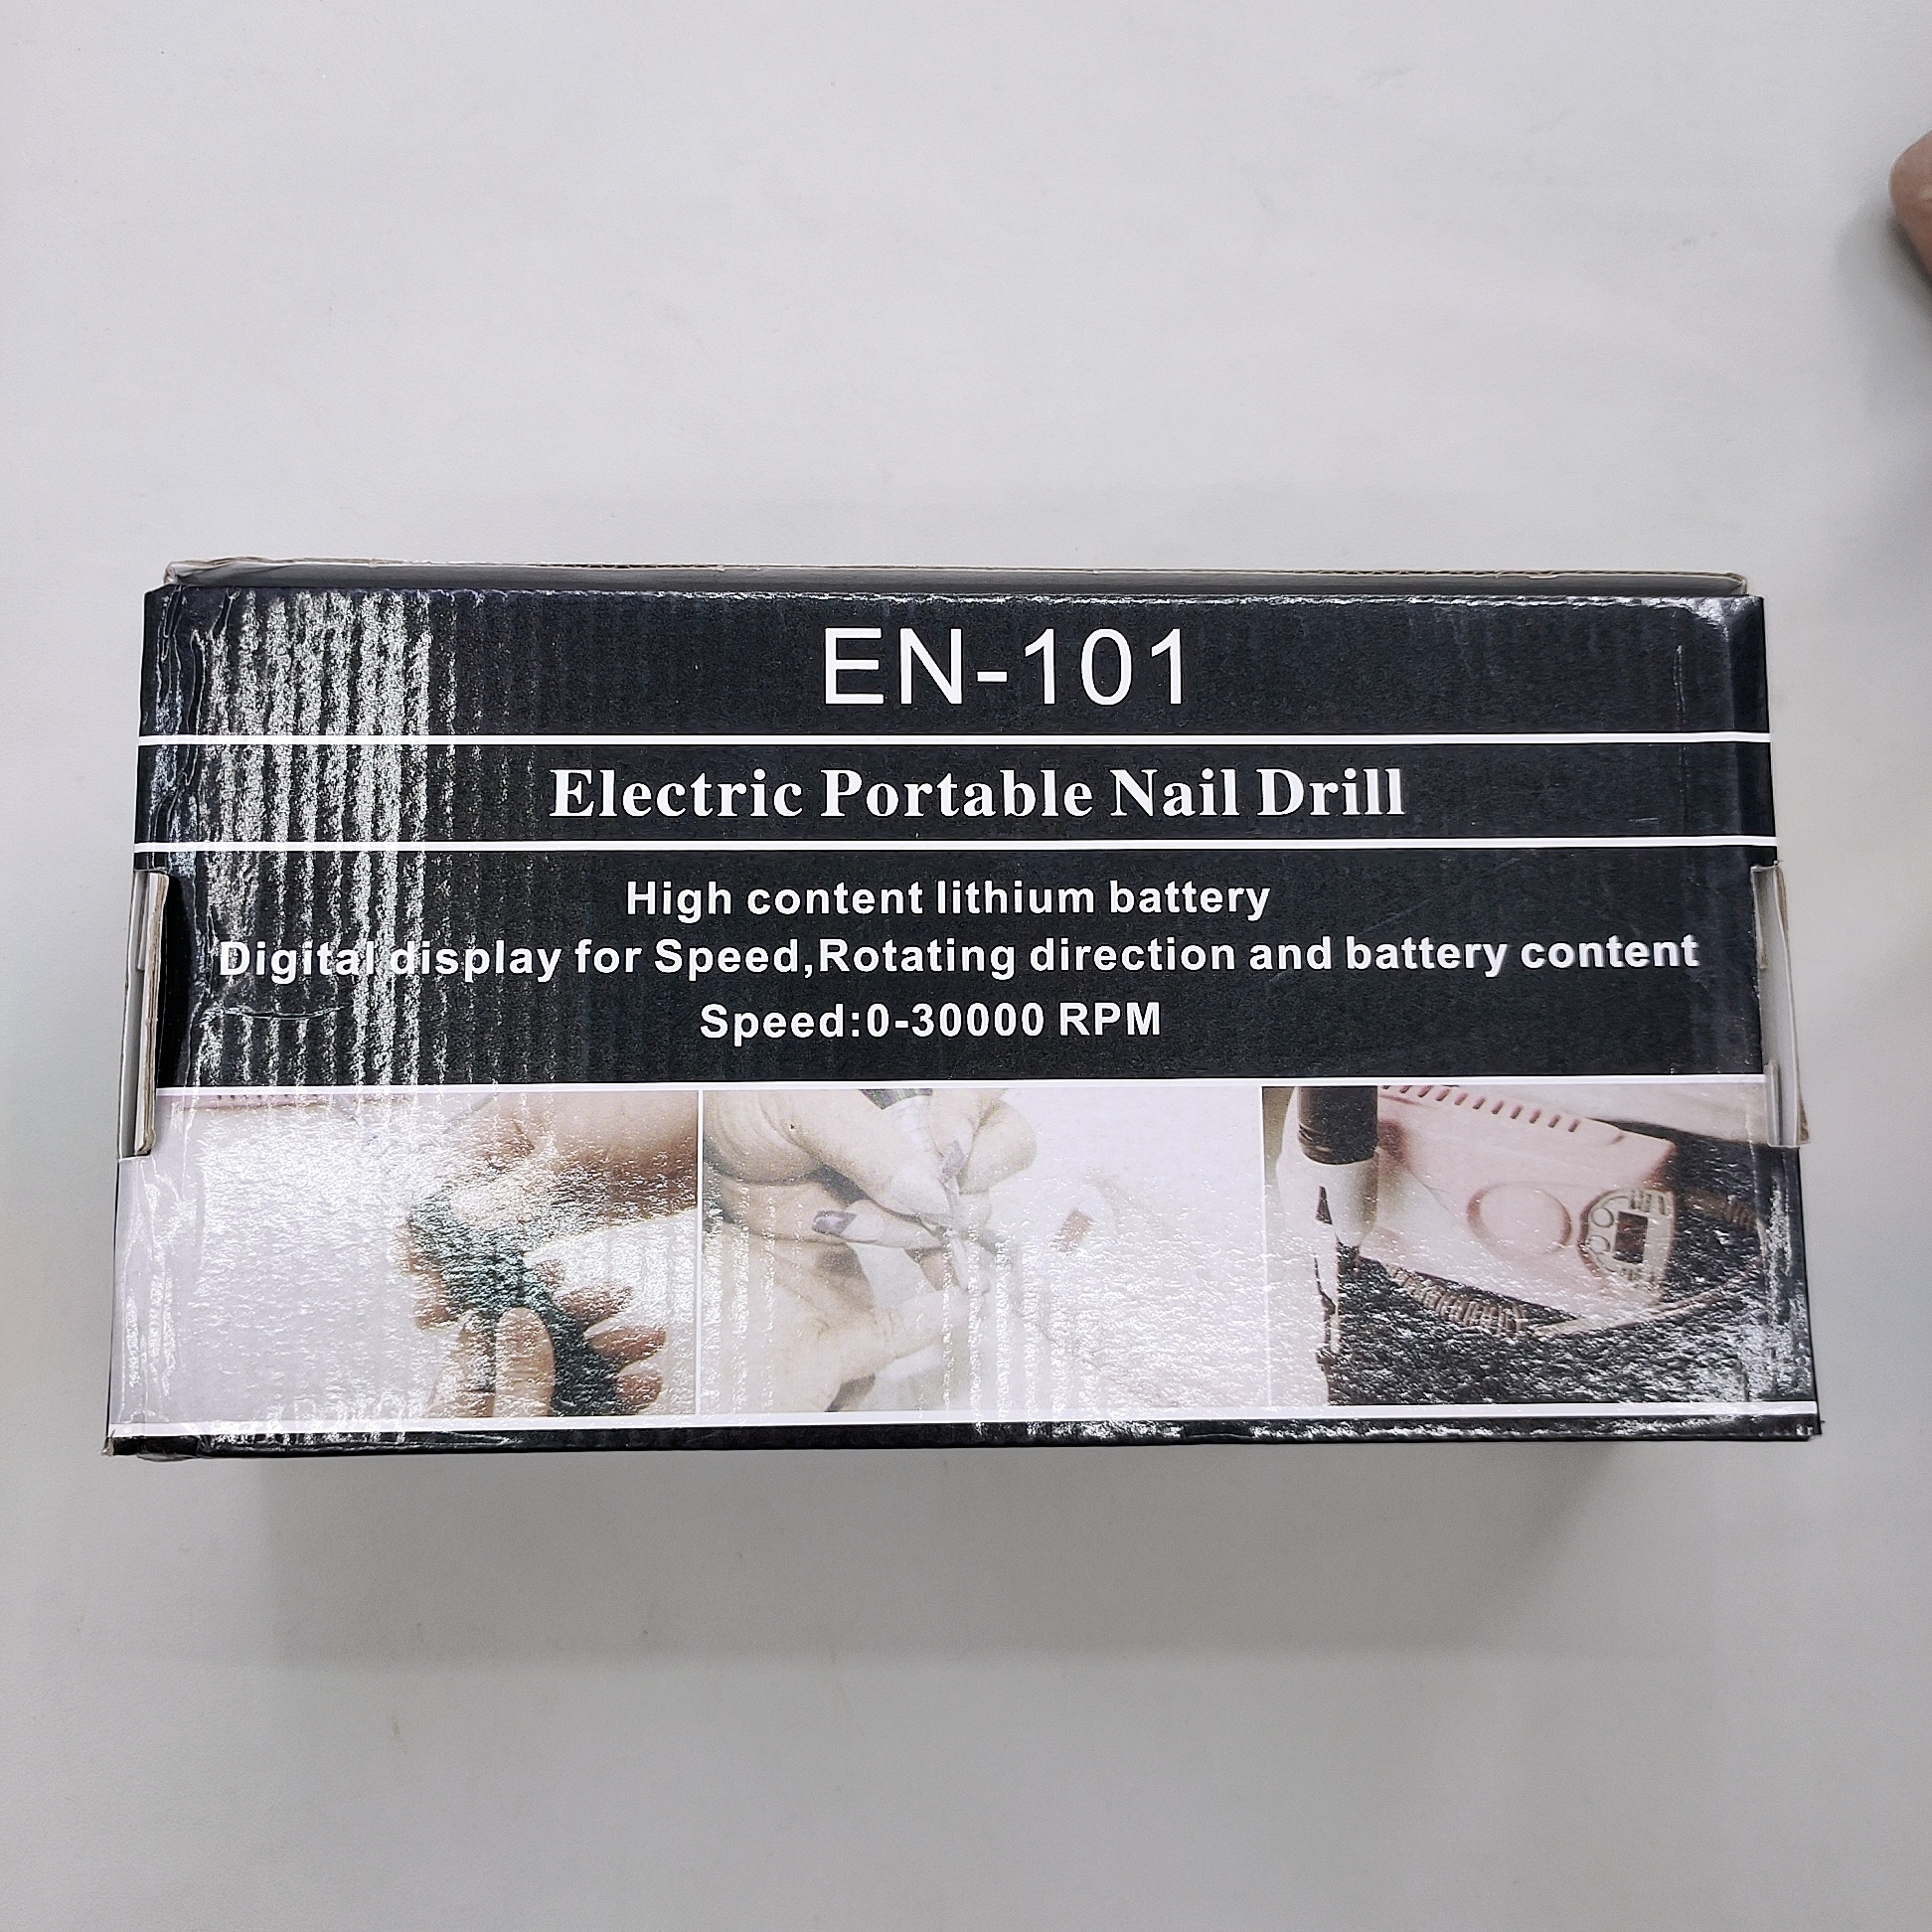 EN-101
Electric Portable Nail Drill
High content lithium battery
Digital display for Speed,Rotating direction and battery content
Speed:0-30000 RPM